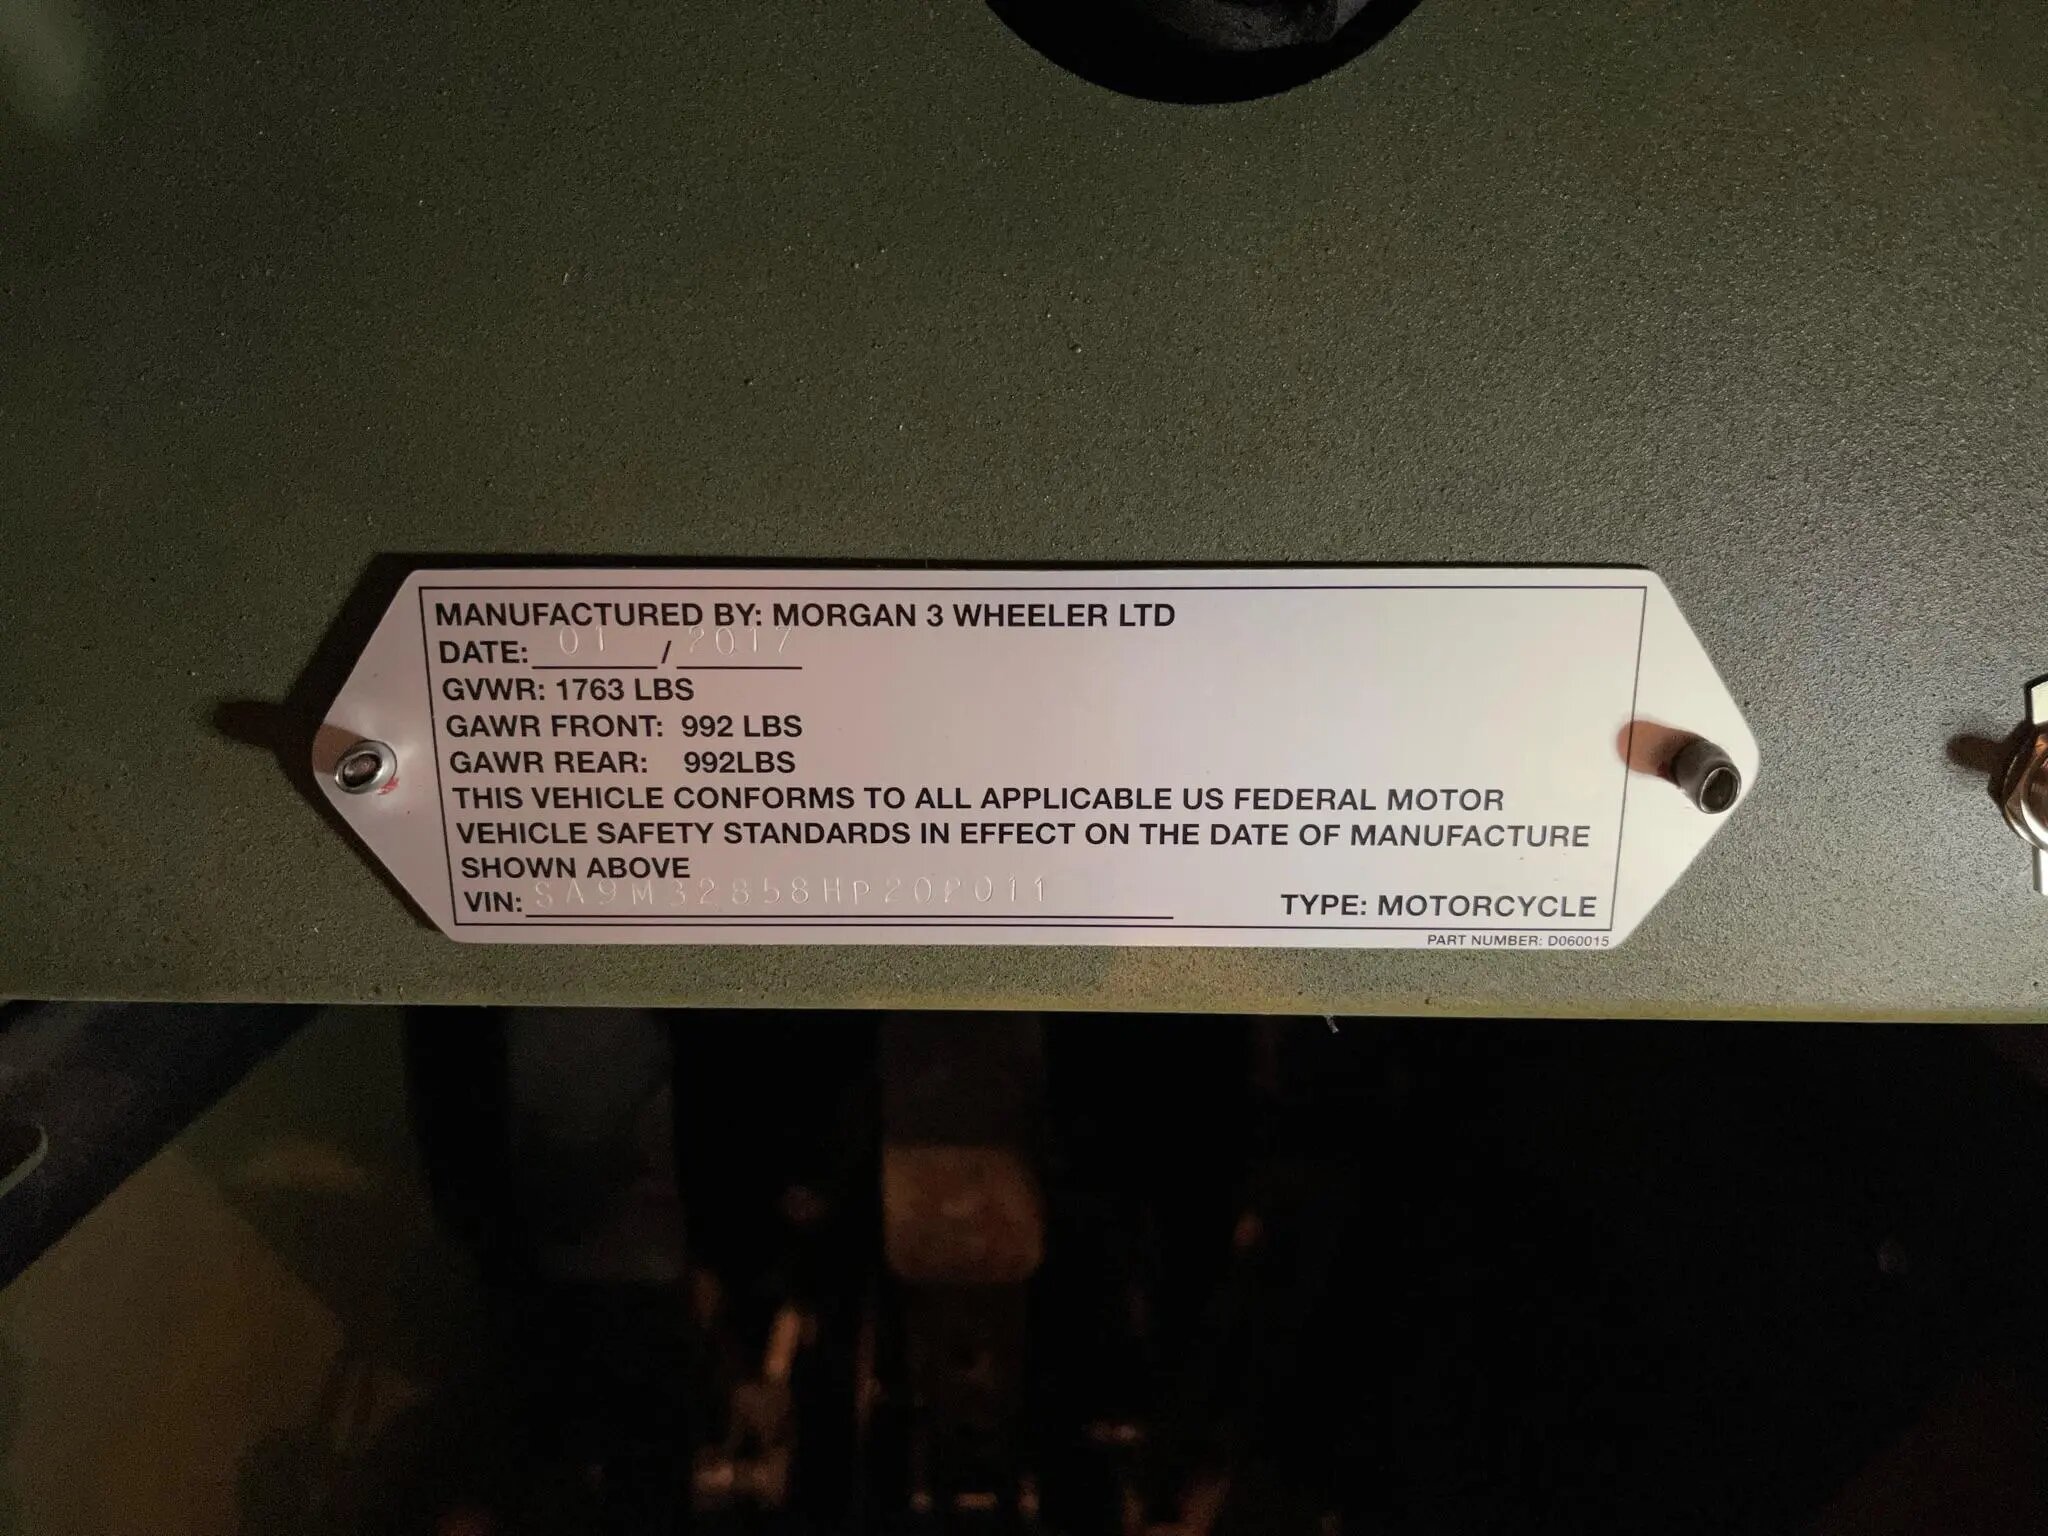 MANUFACTURED BY: MORGAN 3 WHEELER LTD
DATE: 01 / 2017
GVWR: 1763 LBS
GAWR FRONT: 992 LBS
GAWR REAR: 992LBS
THIS VEHICLE CONFORMS TO ALL APPLICABLE US FEDERAL MOTOR
VEHICLE SAFETY STANDARDS IN EFFECT ON THE DATE OF MANUFACTURE
SHOWN ABOVE
VIN: TYPE: MOTORCYCLE
PART NUMBER: D060015